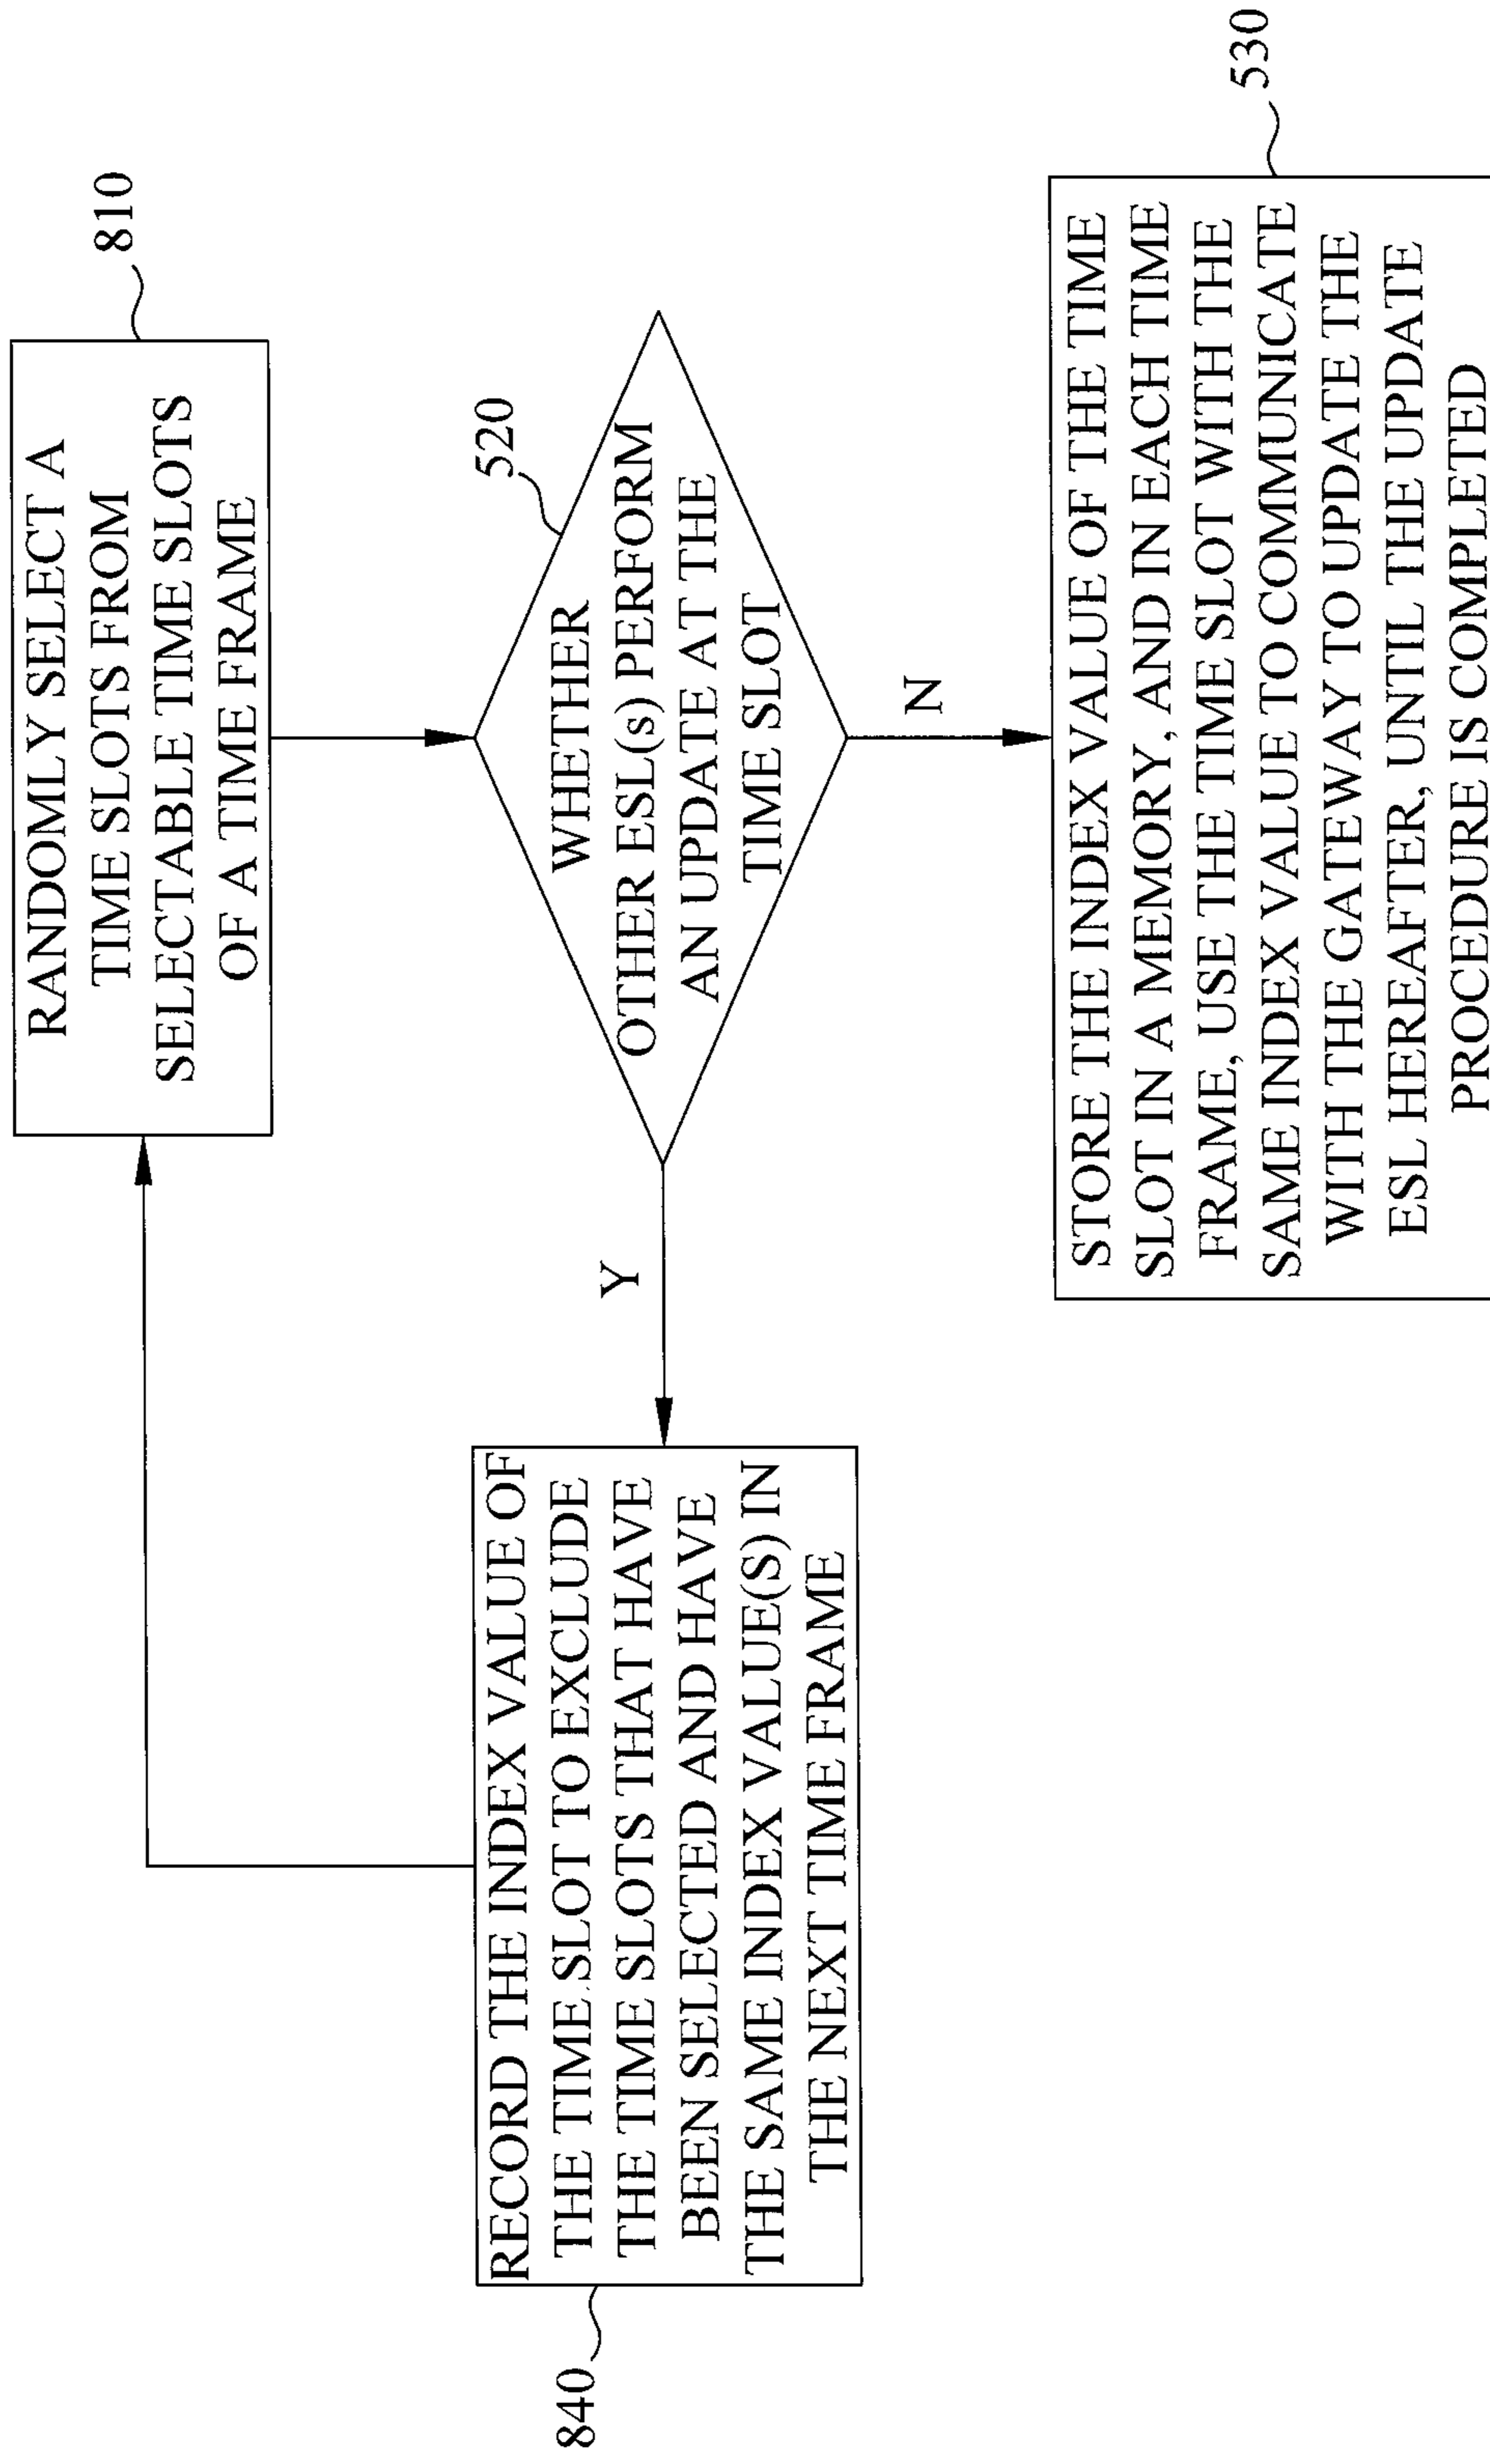 RANDOMLY SELECT A
TIME SLOTS FROM
SELECTABLE TIME SLOTS
OF A TIME FRAME
810
WHETHER
OTHER ESL(s) PERFORM
AN UPDATE AT THE
TIME SLOT
520
Y
N
RECORD THE INDEX VALUE OF
THE TIME SLOT TO EXCLUDE
THE TIME SLOTS THAT HAVE
BEEN SELECTED AND HAVE
THE SAME INDEX VALUE(S) IN
THE NEXT TIME FRAME
840
STORE THE INDEX VALUE OF THE TIME
SLOT IN A MEMORY, AND IN EACH TIME
FRAME, USE THE TIME SLOT WITH THE
SAME INDEX VALUE TO COMMUNICATE
WITH THE GATEWAY TO UPDATE THE
ESL HEREAFTER, UNTIL THE UPDATE
PROCEDURE IS COMPLETED
530